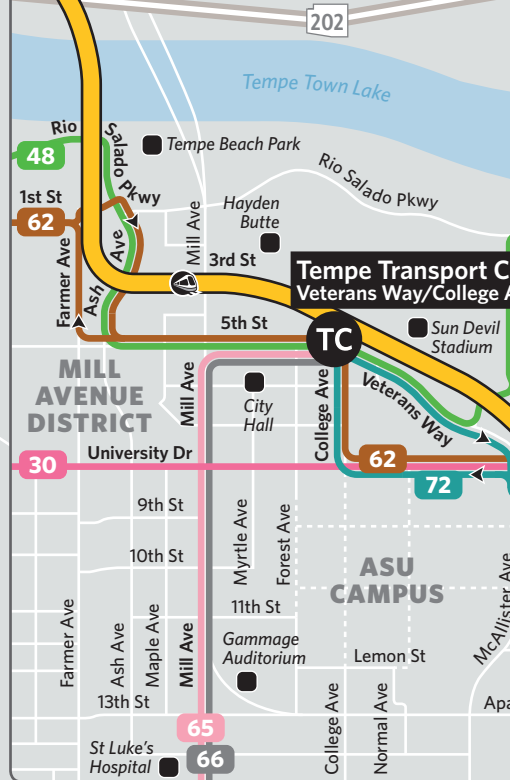 202
Tempe Town Lake
Rio
Salado
Pkwy
Tempe Beach Park
48
Rio Salado Pkwy
1st St
62
Hayden
Butte
Mill Ave
Ash
Ave
Farmer Ave
3rd St
Tempe Transport C
Veterans Way/College A
5th St
TC
Sun Devil
Stadium
MILL
AVENUE
DISTRICT
Mill Ave
City
Hall
College Ave
Veterans Way
University Dr
30
62
72
9th St
Myrtle Ave
Forest Ave
10th St
ASU
CAMPUS
11th St
McAllister Ave
Farmer Ave
Ash Ave
Maple Ave
Mill Ave
Gammage
Auditorium
Lemon St
13th St
College Ave
Normal Ave
Apa
65
St Luke's
Hospital
66